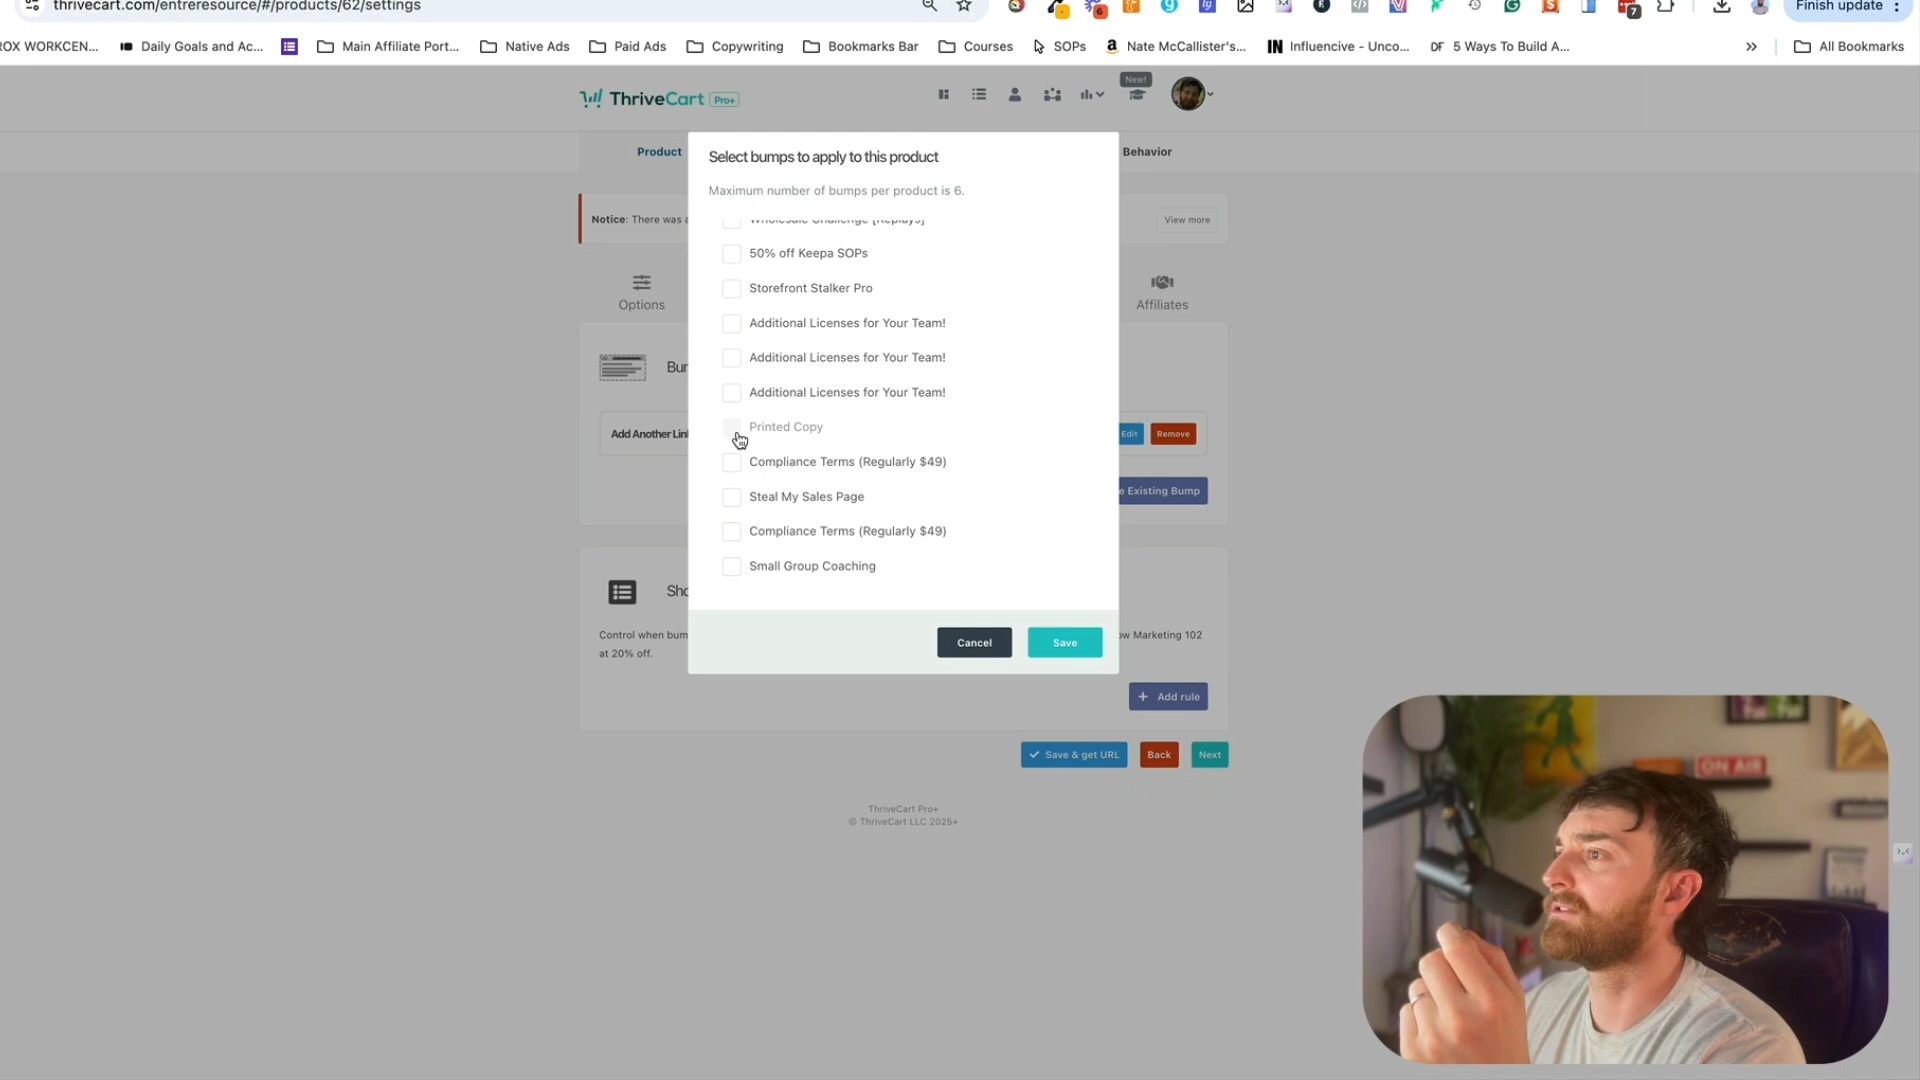 thrivecart.com/entreresource/#/products/62/settings
Finish update
ROX WORKCEN...
Daily Goals and Ac...
Main Affiliate Port...
Native Ads
Paid Ads
Copywriting
Bookmarks Bar
Courses
SOPs
Nate McCallister's...
Influencive - Unco...
5 Ways To Build A...
All Bookmarks
ThriveCart Pro+
New!
Product
Behavior
Select bumps to apply to this product
Maximum number of bumps per product is 6.
Notice: There was a
View more
Wholesale Challenge [Replays]
50% off Keepa SOPs
Storefront Stalker Pro
Options
Affiliates
Additional Licenses for Your Team!
Additional Licenses for Your Team!
Additional Licenses for Your Team!
Bur
Printed Copy
Add Another Lin
Edit
Remove
Compliance Terms (Regularly $49)
Steal My Sales Page
e Existing Bump
Compliance Terms (Regularly $49)
Small Group Coaching
Sho
Control when bum
ow Marketing 102
at 20% off.
Cancel
Save
+ Add rule
Save & get URL
Back
Next
ThriveCart Pro+
© ThriveCart LLC 2025+
ON AIR